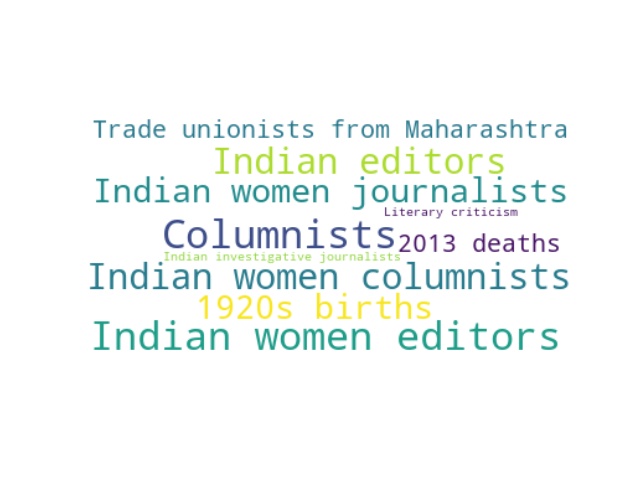 Trade unionists from Maharashtra
Indian editors
Indian women journalists
Literary criticism
Columnists
2013 deaths
Indian investigative journalists
Indian women columnists
1920s births
Indian women editors